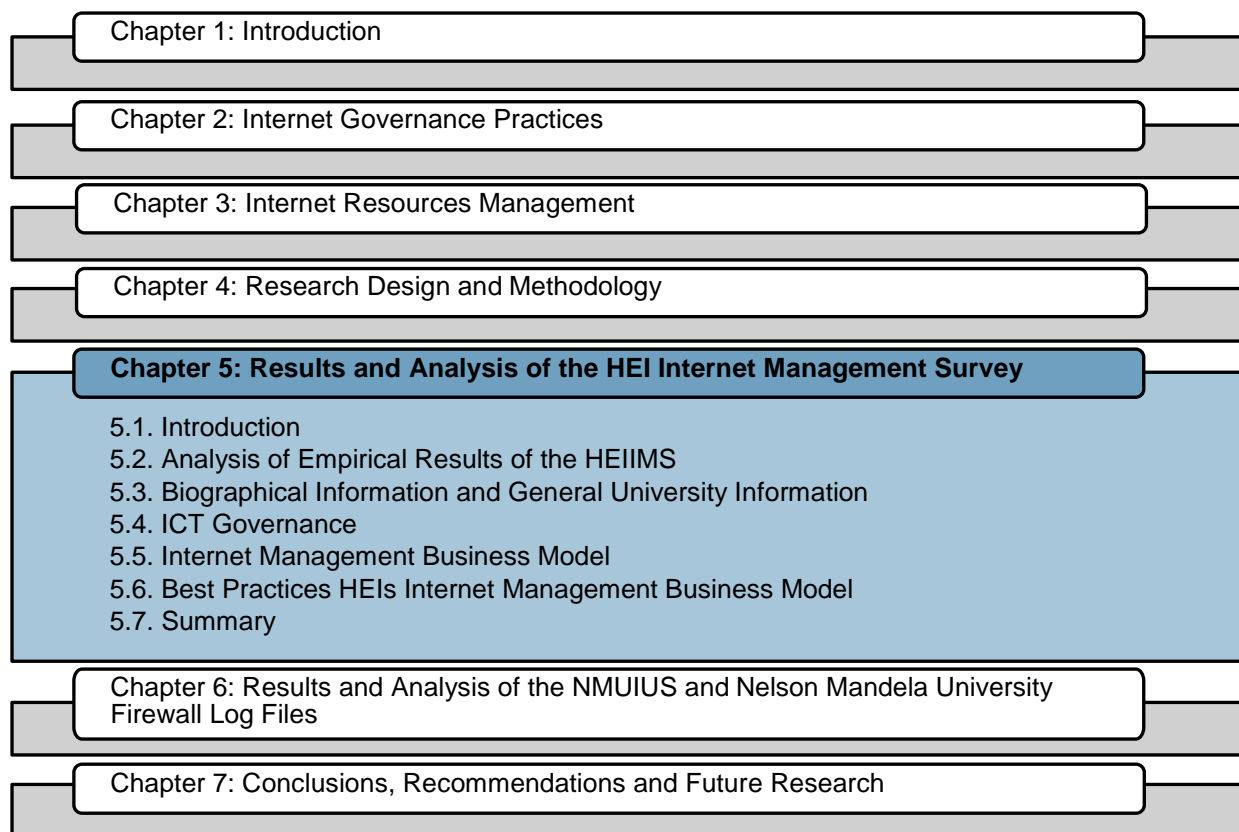 Chapter 1: Introduction
Chapter 2: Internet Governance Practices
Chapter 3: Internet Resources Management
Chapter 4: Research Design and Methodology
Chapter 5: Results and Analysis of the HEI Internet Management Survey
5.1. Introduction
5.2. Analysis of Empirical Results of the HEIIMS
5.3. Biographical Information and General University Information
5.4. ICT Governance
5.5. Internet Management Business Model
5.6. Best Practices HEIs Internet Management Business Model
5.7. Summary
Chapter 6: Results and Analysis of the NMUIUS and Nelson Mandela University
Firewall Log Files
Chapter 7: Conclusions, Recommendations and Future Research